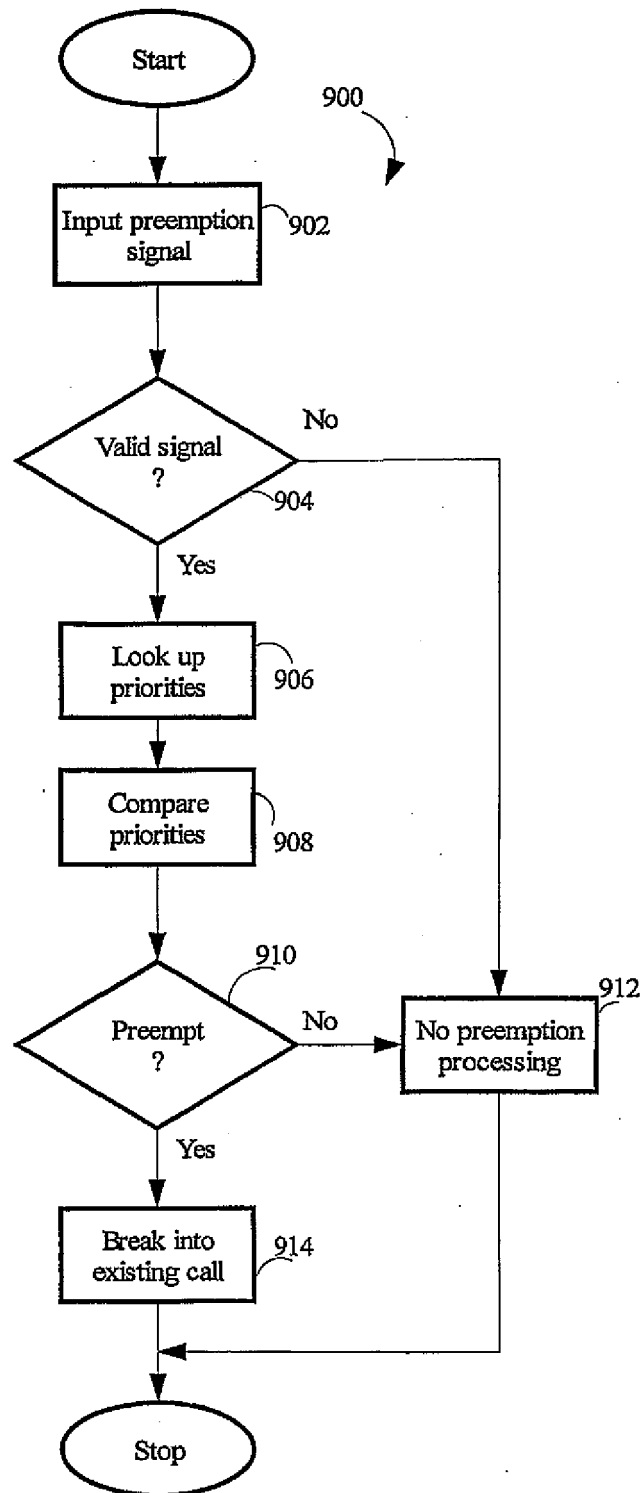 Start
900
Input preemption
signal
902
Valid signal
?
No
904
Yes
Look up
priorities
906
Compare
priorities
908
910
Preempt
?
No
912
No preemption
processing
Yes
Break into
existing call
914
Stop